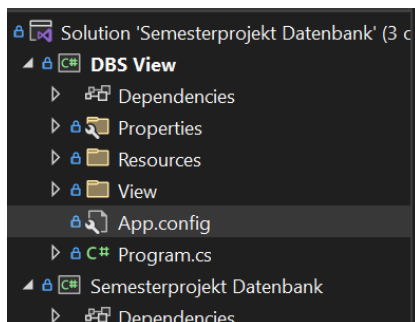 Solution 'Semesterprojekt Datenbank' (3
C# DBS View
Dependencies
Properties
Resources
View
App.config
C# Program.cs
C# Semesterprojekt Datenbank
Dependencies